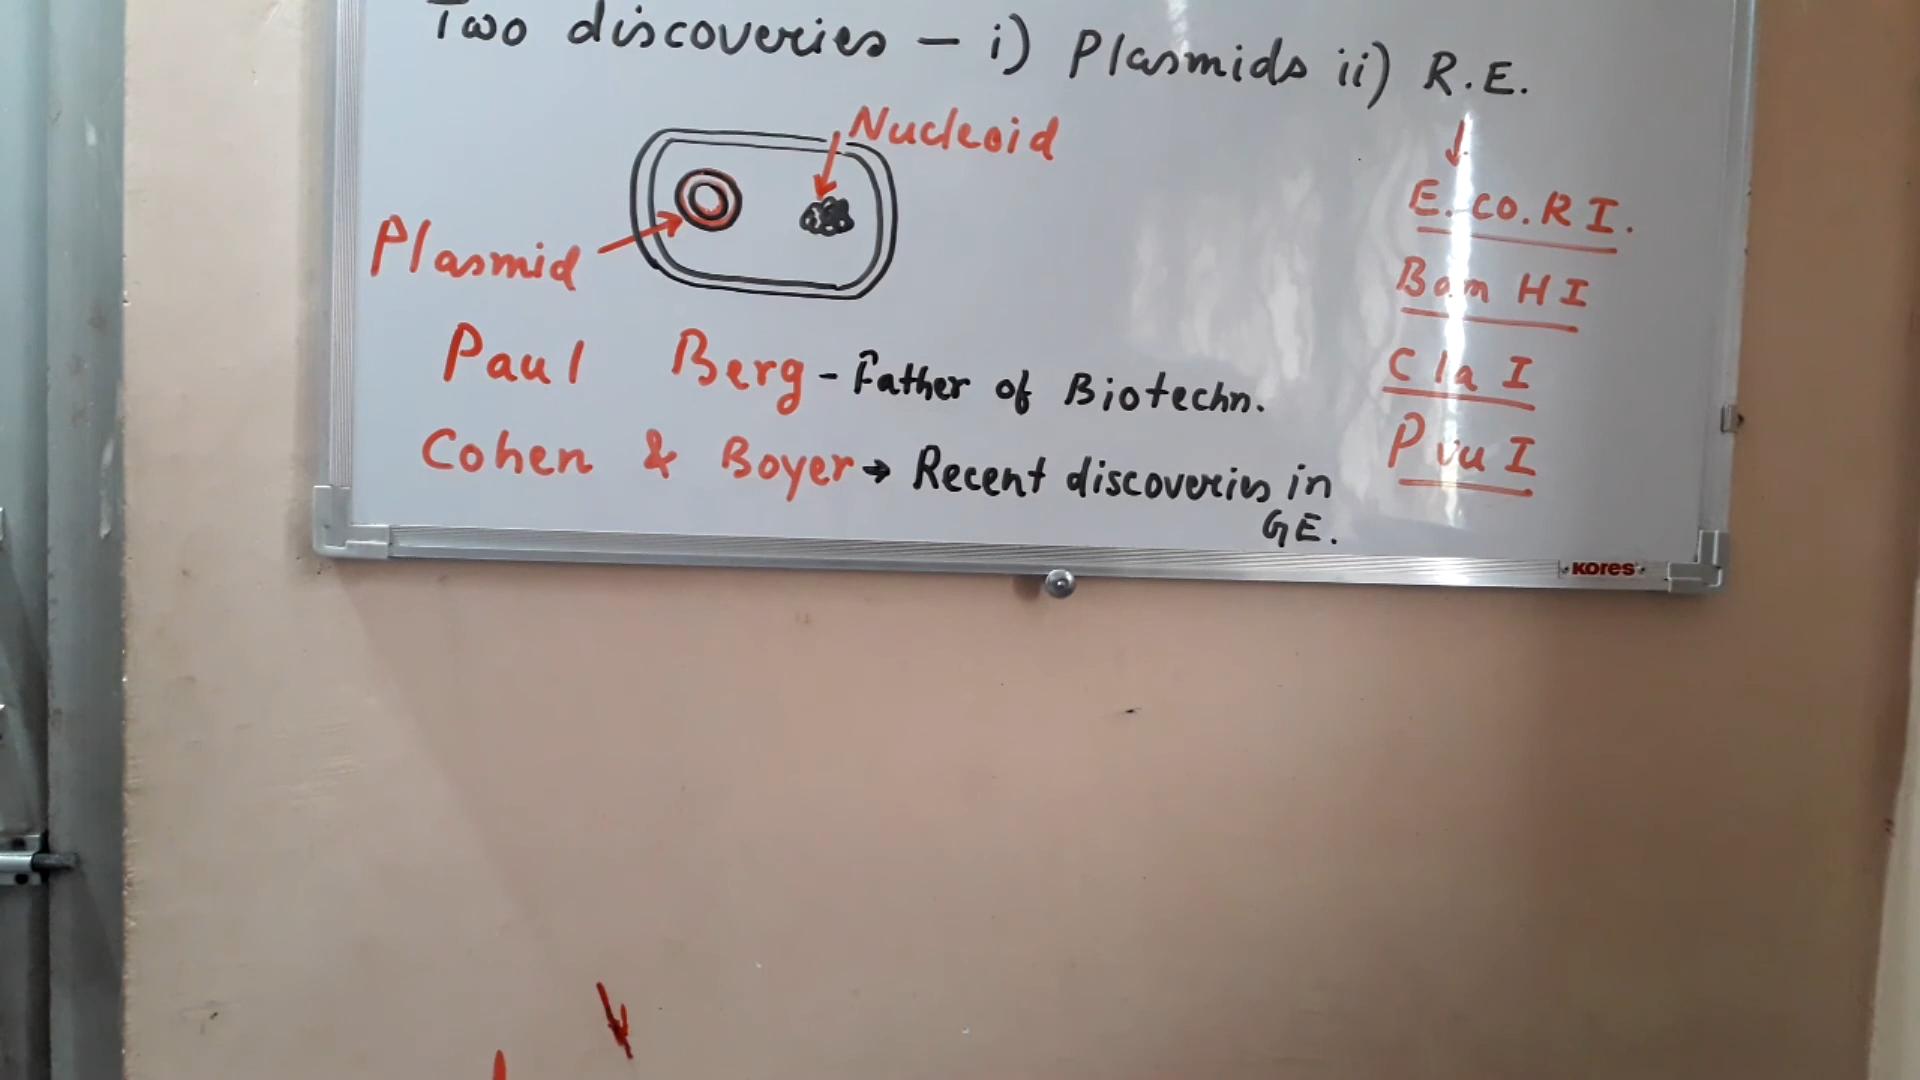 Two discoveries - i) Plasmids ii) R.E.
Nucleoid
Plasmid
E.co.RI.
Bam HI
Cla I
Pvu I
Paul Berg - Father of Biotechn.
Cohen & Boyer → Recent discoveries in
GE.
Kores